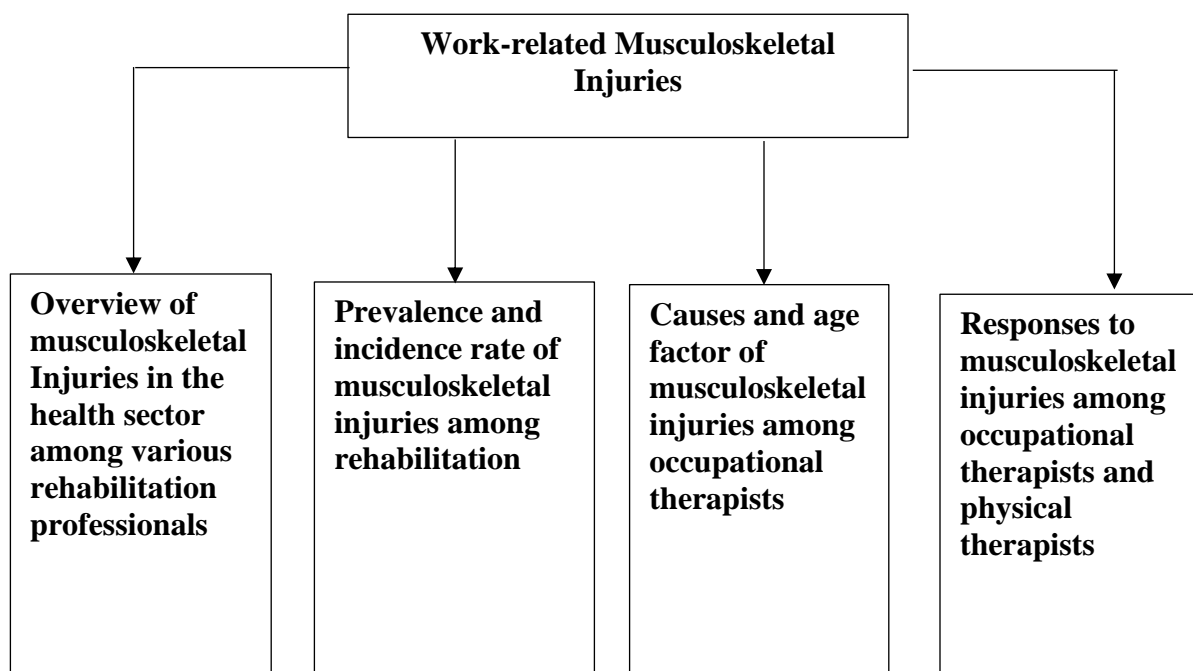 Work-related Musculoskeletal
Injuries
Overview of
musculoskeletal
Injuries in the
health sector
among various
rehabilitation
professionals
Prevalence and
incidence rate of
musculoskeletal
injuries among
rehabilitation
Causes and age
factor of
musculoskeletal
injuries among
occupational
therapists
Responses to
musculoskeletal
injuries among
occupational
therapists and
physical
therapists